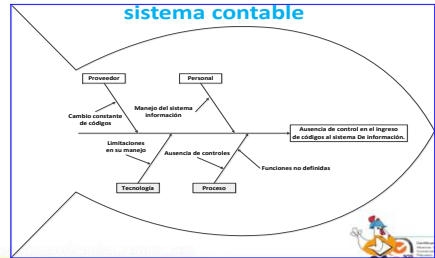 sistema contable
Proveedor
Personal
Cambio constante
de códigos
Manejo del sistema
información
Ausencia de control en el ingreso
de códigos al sistema De información.
Limitaciones
en su manejo
Ausencia de controles
Funciones no definidas
Tecnología
Proceso